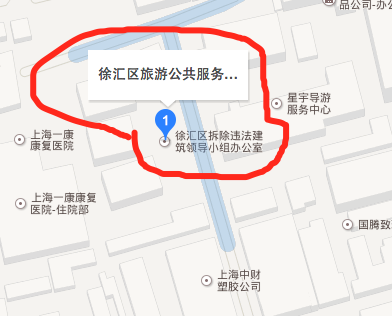 品公司-办公
徐汇区旅游公共服务...
星宇导游
服务中心
1
上海一康
康复医院
徐汇区拆除违法建
筑领导小组办公室
上海一康康复
医院-住院部
国腾致
上海中财
塑胶公司